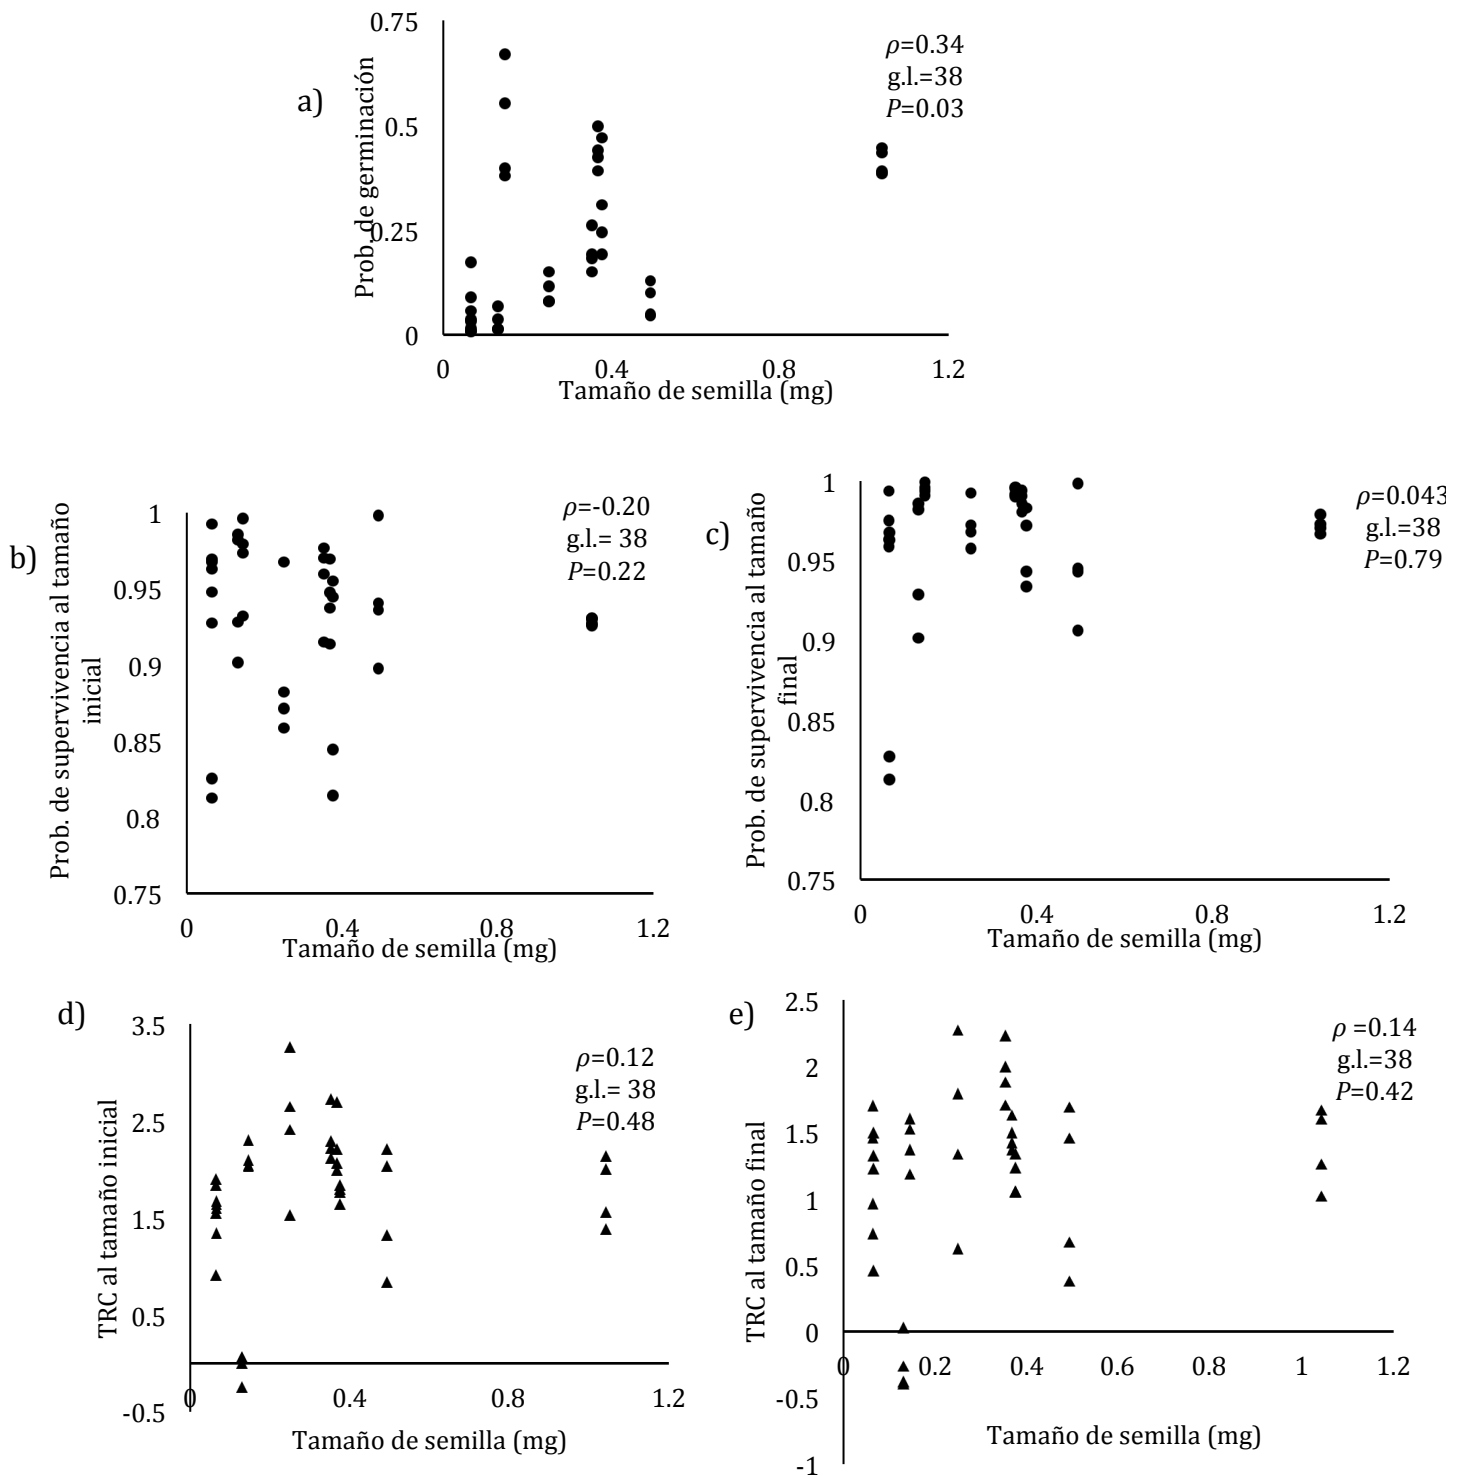 a)
Prob. de germinación
0.75
0.5
0.25
0
0
0.4
0.8
1.2
Tamaño de semilla (mg)
ρ=0.34
g.l.=38
P=0.03
b)
Prob. de supervivencia al tamaño
inicial
1
0.95
0.9
0.85
0.8
0.75
0
0.4
0.8
1.2
Tamaño de semilla (mg)
ρ=-0.20
g.l.= 38
P=0.22
c)
Prob. de supervivencia al tamaño
final
1
0.95
0.9
0.85
0.8
0.75
0
0.4
0.8
1.2
Tamaño de semilla (mg)
ρ=0.043
g.l.=38
P=0.79
d)
TRC al tamaño inicial
3.5
2.5
1.5
0.5
-0.5
0
0.4
0.8
1.2
Tamaño de semilla (mg)
ρ=0.12
g.l.= 38
P=0.48
e)
TRC al tamaño final
2.5
2
1.5
1
0.5
0
-0.5
-1
0
0.2
0.4
0.6
0.8
1
1.2
Tamaño de semilla (mg)
ρ =0.14
g.l.=38
P=0.42